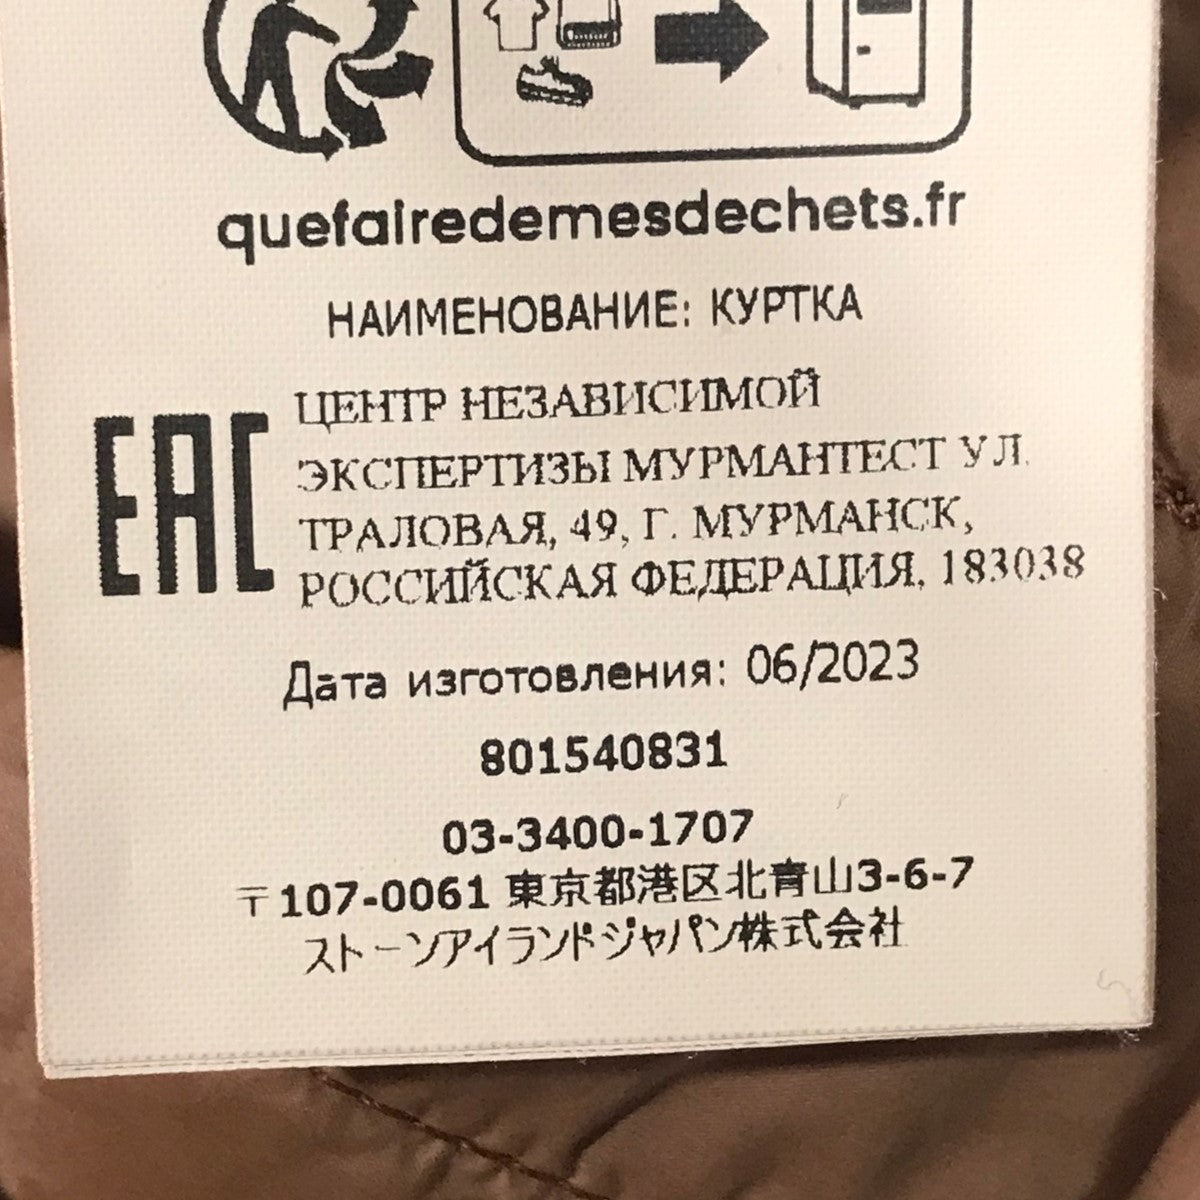 quefairedemesdechets.fr
НАИМЕНОВАНИЕ: КУРТКА
EAC
ЦЕНТР НЕЗАВИСИМОЙ
ЭКСПЕРТИЗЫ МУРМАНТЕСТ УЛ.
ТРАЛОВАЯ, 49, Г. МУРМАНСК,
РОССИЙСКАЯ ФЕДЕРАЦИЯ, 183038
Дата изготовления: 06/2023
801540831
03-3400-1707
〒107-0061 東京都港区北青山3-6-7
ストーンアイランドジャパン株式会社